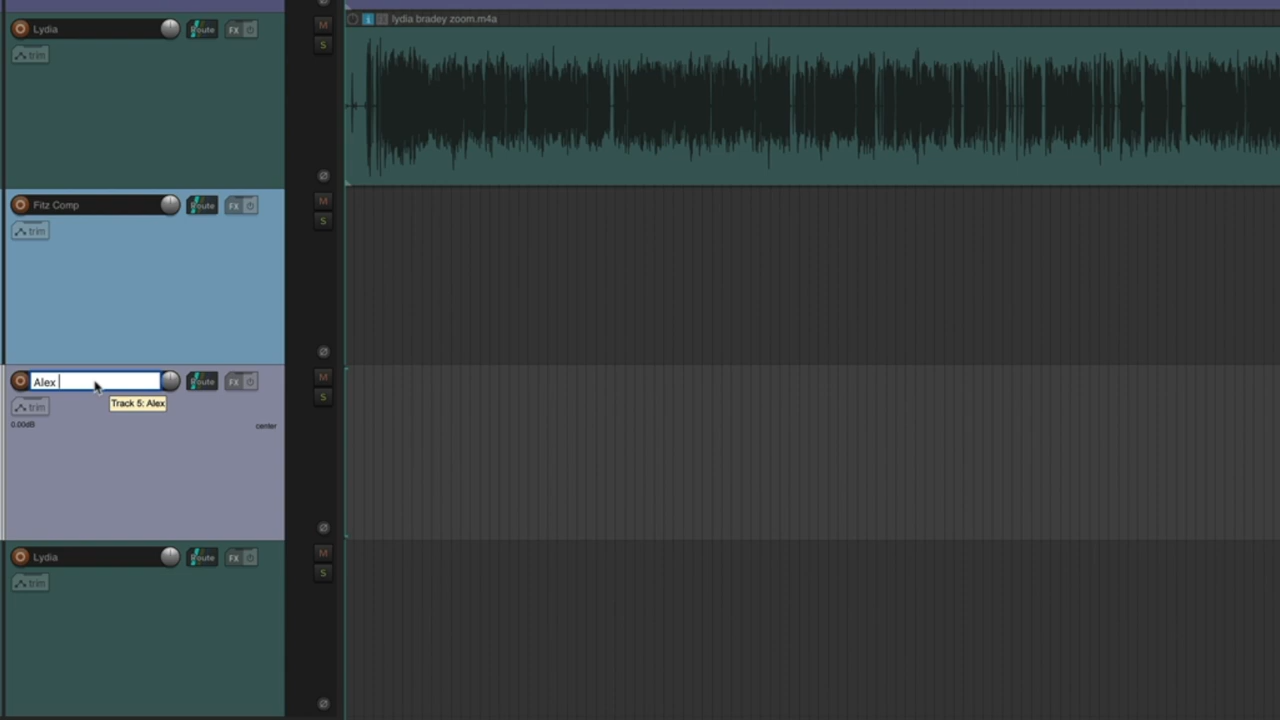 lydia bradey zoom.m4a
Lydia
Route
FX
M
S
trim
Fitz Comp
Route
FX
M
S
trim
Alex
Route
FX
M
S
trim
Track 5: Alex
0.00dB
center
Lydia
Route
FX
M
S
trim